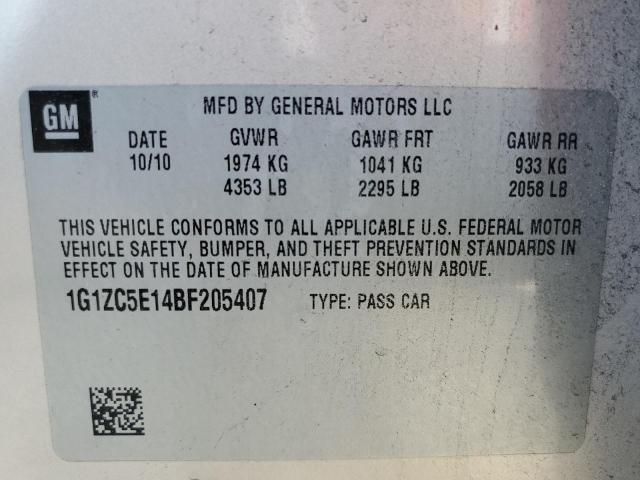 GM®
MFD BY GENERAL MOTORS LLC
DATE GVWR GAWR FRT GAWR RR
10/10 1974 KG 1041 KG 933 KG
4353 LB 2295 LB 2058 LB
THIS VEHICLE CONFORMS TO ALL APPLICABLE U.S. FEDERAL MOTOR
VEHICLE SAFETY, BUMPER, AND THEFT PREVENTION STANDARDS IN
EFFECT ON THE DATE OF MANUFACTURE SHOWN ABOVE.
1G1ZC5E14BF205407 TYPE: PASS CAR